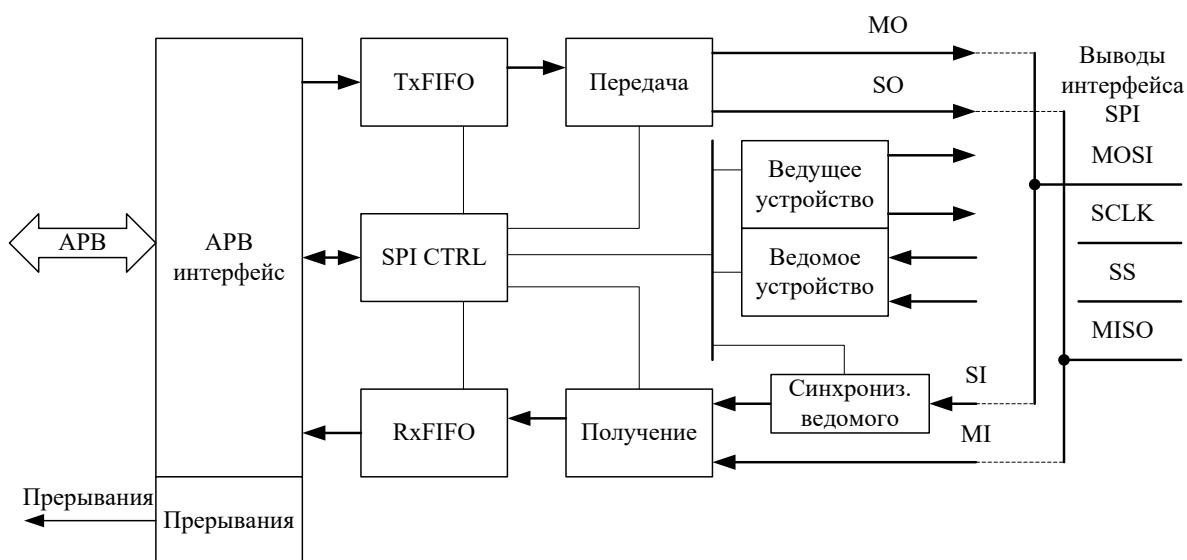 MO
TxFIFO
Передача
SO
Выводы
интерфейса
SPI
MOSI
Ведущее
устройство
SCLK
APB
APB
интерфейс
SPI CTRL
Ведомое
устройство
SS
MISO
SI
Синхрониз.
ведомого
RxFIFO
Получение
MI
Прерывания
Прерывания